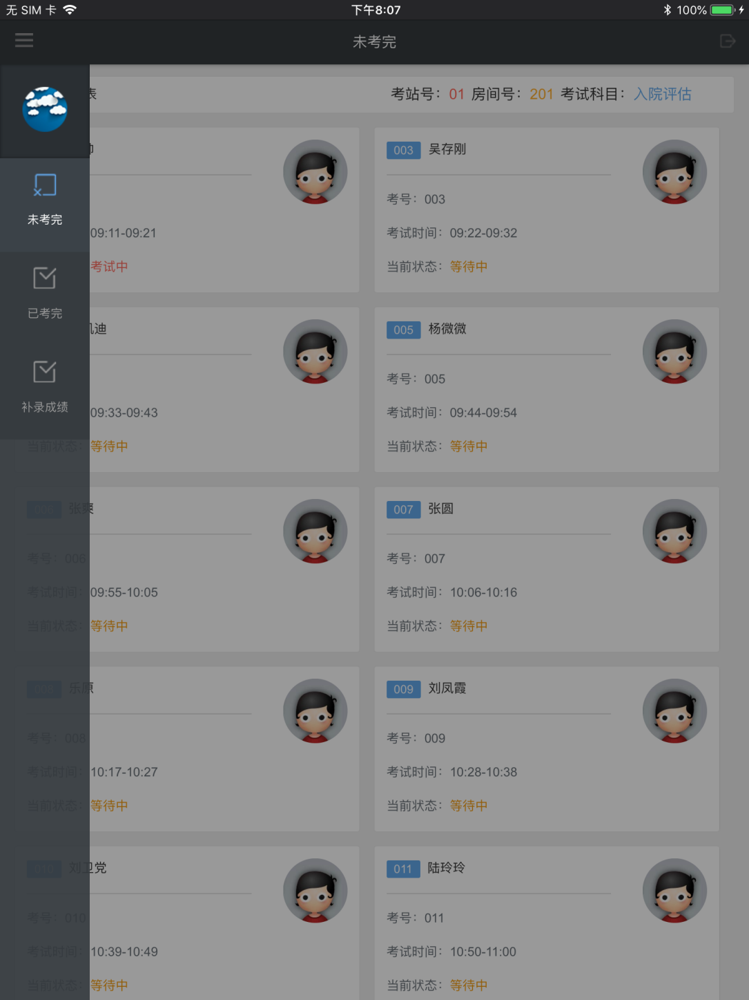 无 SIM 卡 下午8:07 100%
未考完
表 考站号：01 房间号：201 考试科目：入院评估
003 吴存刚
考号：003
09:11-09:21 考试时间：09:22-09:32
未考完
考试中 当前状态：等待中
已考完
凯迪 005 杨微微
考号：005
补录成绩
09:33-09:43 考试时间：09:44-09:54
当前状态：等待中 当前状态：等待中
006 张爽 007 张圆
考号：006 考号：007
考试时间：09:55-10:05 考试时间：10:06-10:16
当前状态：等待中 当前状态：等待中
008 乐原 009 刘凤霞
考号：008 考号：009
考试时间：10:17-10:27 考试时间：10:28-10:38
当前状态：等待中 当前状态：等待中
010 刘卫党 011 陆玲玲
考号：010 考号：011
考试时间：10:39-10:49 考试时间：10:50-11:00
当前状态：等待中 当前状态：等待中